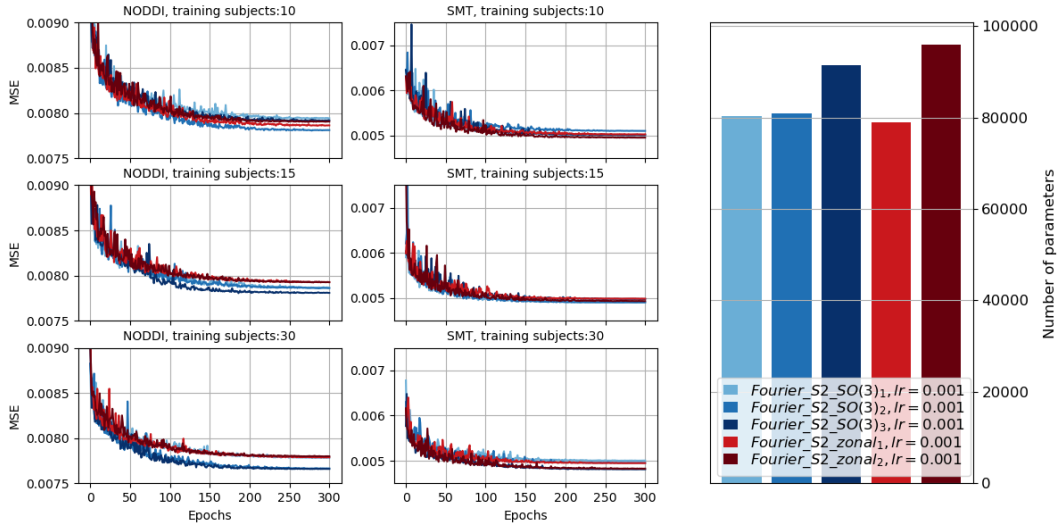 NODDI, training subjects:10
0.0090
0.0085
0.0080
0.0075
MSE
SMT, training subjects:10
0.007
0.006
0.005
NODDI, training subjects:15
0.0090
0.0085
0.0080
0.0075
MSE
SMT, training subjects:15
0.007
0.006
0.005
NODDI, training subjects:30
0.0090
0.0085
0.0080
0.0075
MSE
0 50 100 150 200 250 300
Epochs
SMT, training subjects:30
0.007
0.006
0.005
0 50 100 150 200 250 300
Epochs
100000
80000
60000
40000
20000
0
Number of parameters
Fourier_S2_SO(3)₁, lr = 0.001
Fourier_S2_SO(3)₂, lr = 0.001
Fourier_S2_SO(3)₃, lr = 0.001
Fourier_S2_zonal₁, lr = 0.001
Fourier_S2_zonal₂, lr = 0.001